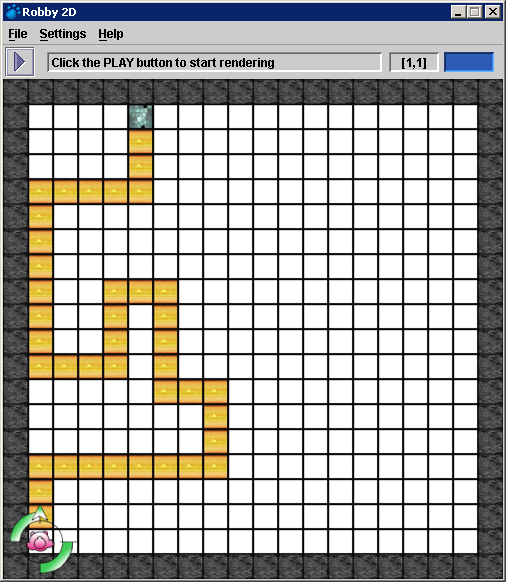 Robby 2D
File Settings Help
Click the PLAY button to start rendering [1,1]